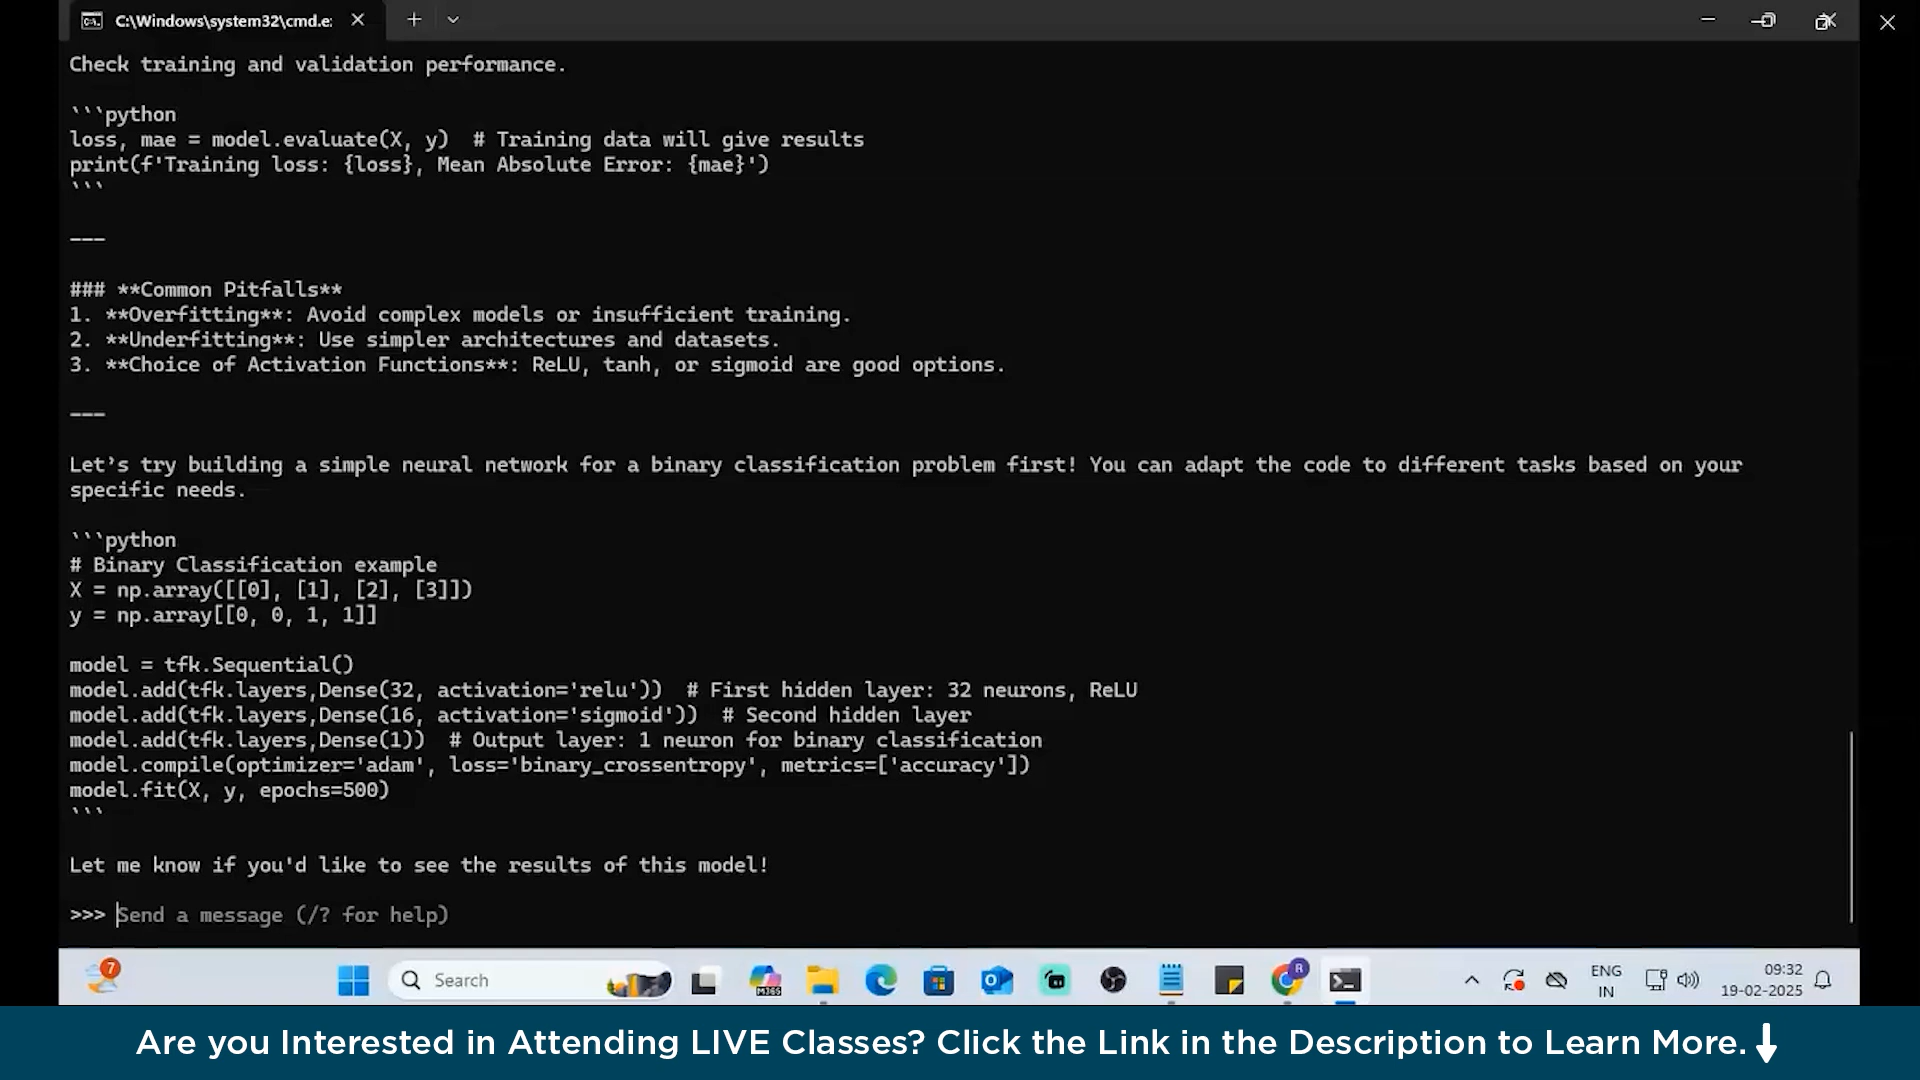 C:\Windows\system32\cmd.e:
Check training and validation performance.
```python
loss, mae = model.evaluate(X, y)  # Training data will give results
print(f'Training loss: {loss}, Mean Absolute Error: {mae}')
```
---
### **Common Pitfalls**
1. **Overfitting**: Avoid complex models or insufficient training.
2. **Underfitting**: Use simpler architectures and datasets.
3. **Choice of Activation Functions**: ReLU, tanh, or sigmoid are good options.
---
Let’s try building a simple neural network for a binary classification problem first! You can adapt the code to different tasks based on your
specific needs.
```python
# Binary Classification example
X = np.array([[0], [1], [2], [3]])
y = np.array[[0, 0, 1, 1]]
model = tfk.Sequential()
model.add(tfk.layers,Dense(32, activation='relu'))  # First hidden layer: 32 neurons, ReLU
model.add(tfk.layers,Dense(16, activation='sigmoid'))  # Second hidden layer
model.add(tfk.layers,Dense(1))  # Output layer: 1 neuron for binary classification
model.compile(optimizer='adam', loss='binary_crossentropy', metrics=['accuracy'])
model.fit(X, y, epochs=500)
```
Let me know if you'd like to see the results of this model!
>>> Send a message (/? for help)
7
Search
M365
R
ENG
IN
09:32
19-02-2025
Are you Interested in Attending LIVE Classes? Click the Link in the Description to Learn More.